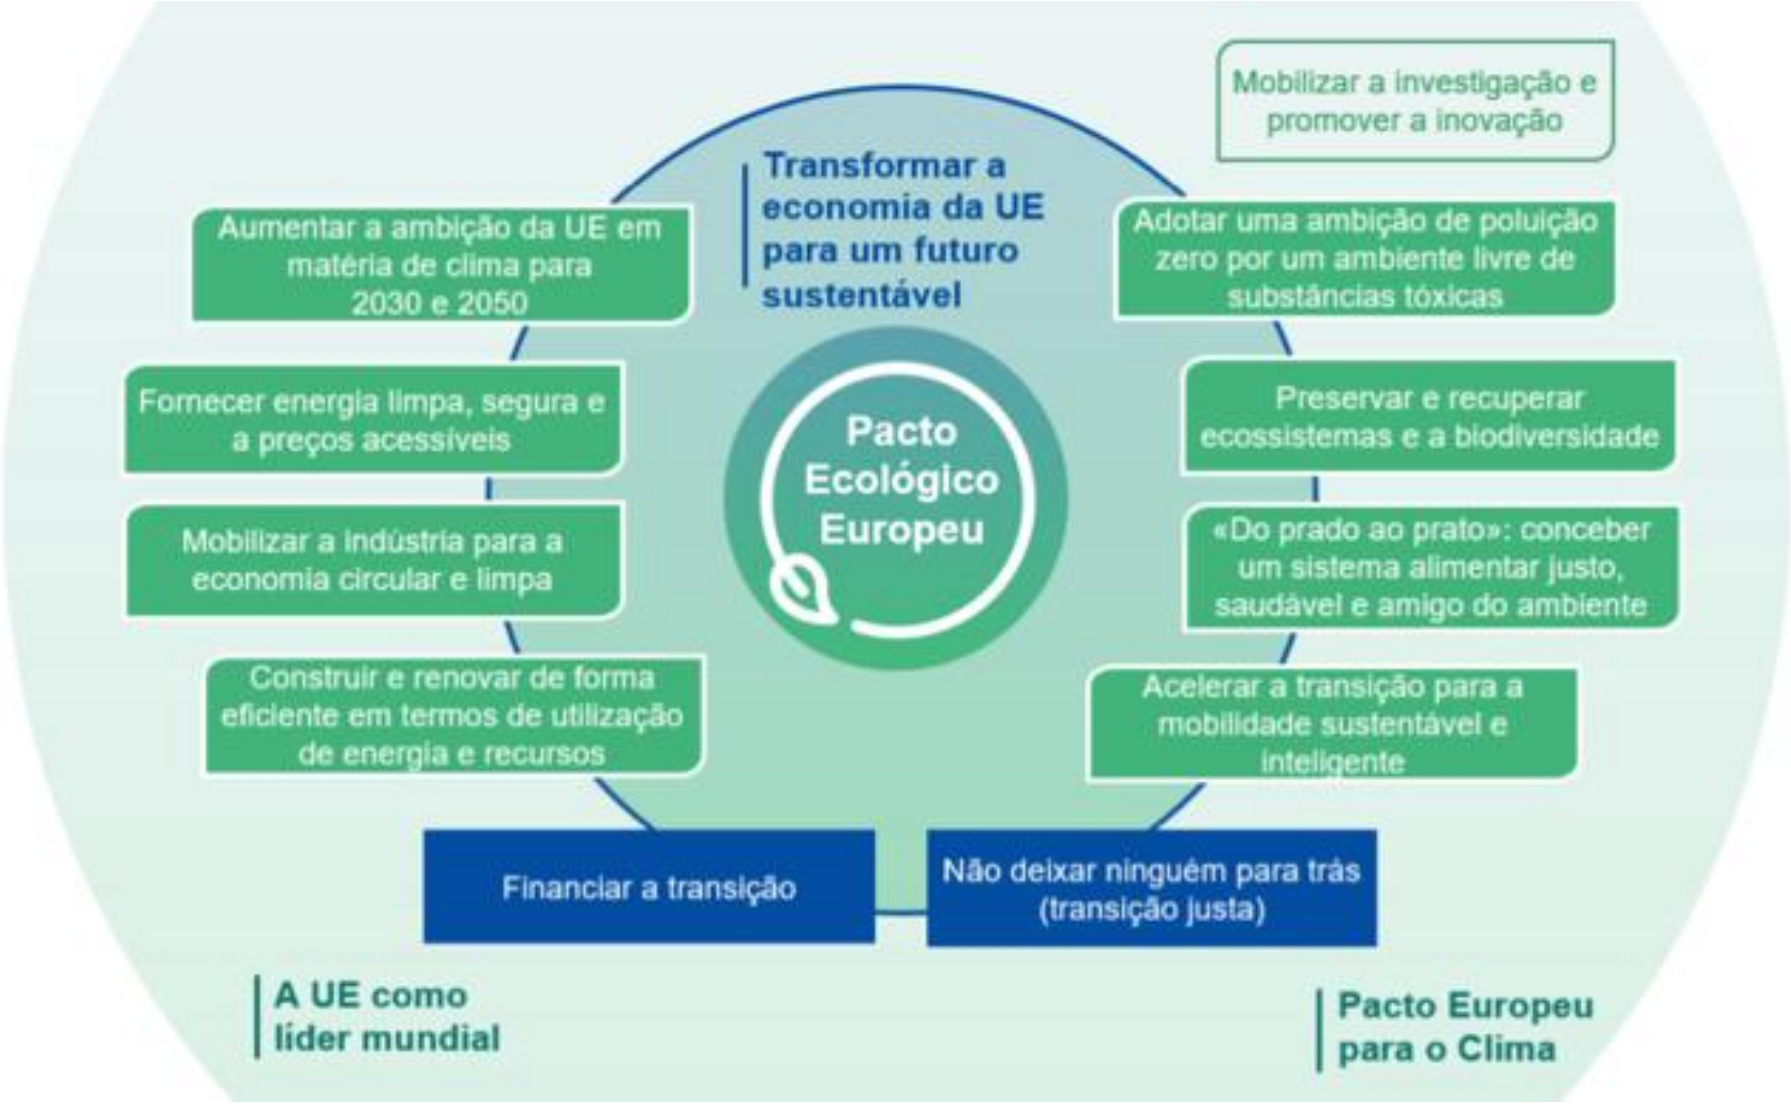 Mobilizar a investigação e
promover a inovação
Transformar a
economia da UE
para um futuro
sustentável
Aumentar a ambição da UE em
matéria de clima para
2030 e 2050
Adotar uma ambição de poluição
zero por um ambiente livre de
substâncias tóxicas
Fornecer energia limpa, segura e
a preços acessíveis
Preservar e recuperar
ecossistemas e a biodiversidade
Pacto
Ecológico
Europeu
Mobilizar a indústria para a
economia circular e limpa
«Do prado ao prato»: conceber
um sistema alimentar justo,
saudável e amigo do ambiente
Construir e renovar de forma
eficiente em termos de utilização
de energia e recursos
Acelerar a transição para a
mobilidade sustentável e
inteligente
Financiar a transição
Não deixar ninguém para trás
(transição justa)
A UE como
líder mundial
Pacto Europeu
para o Clima